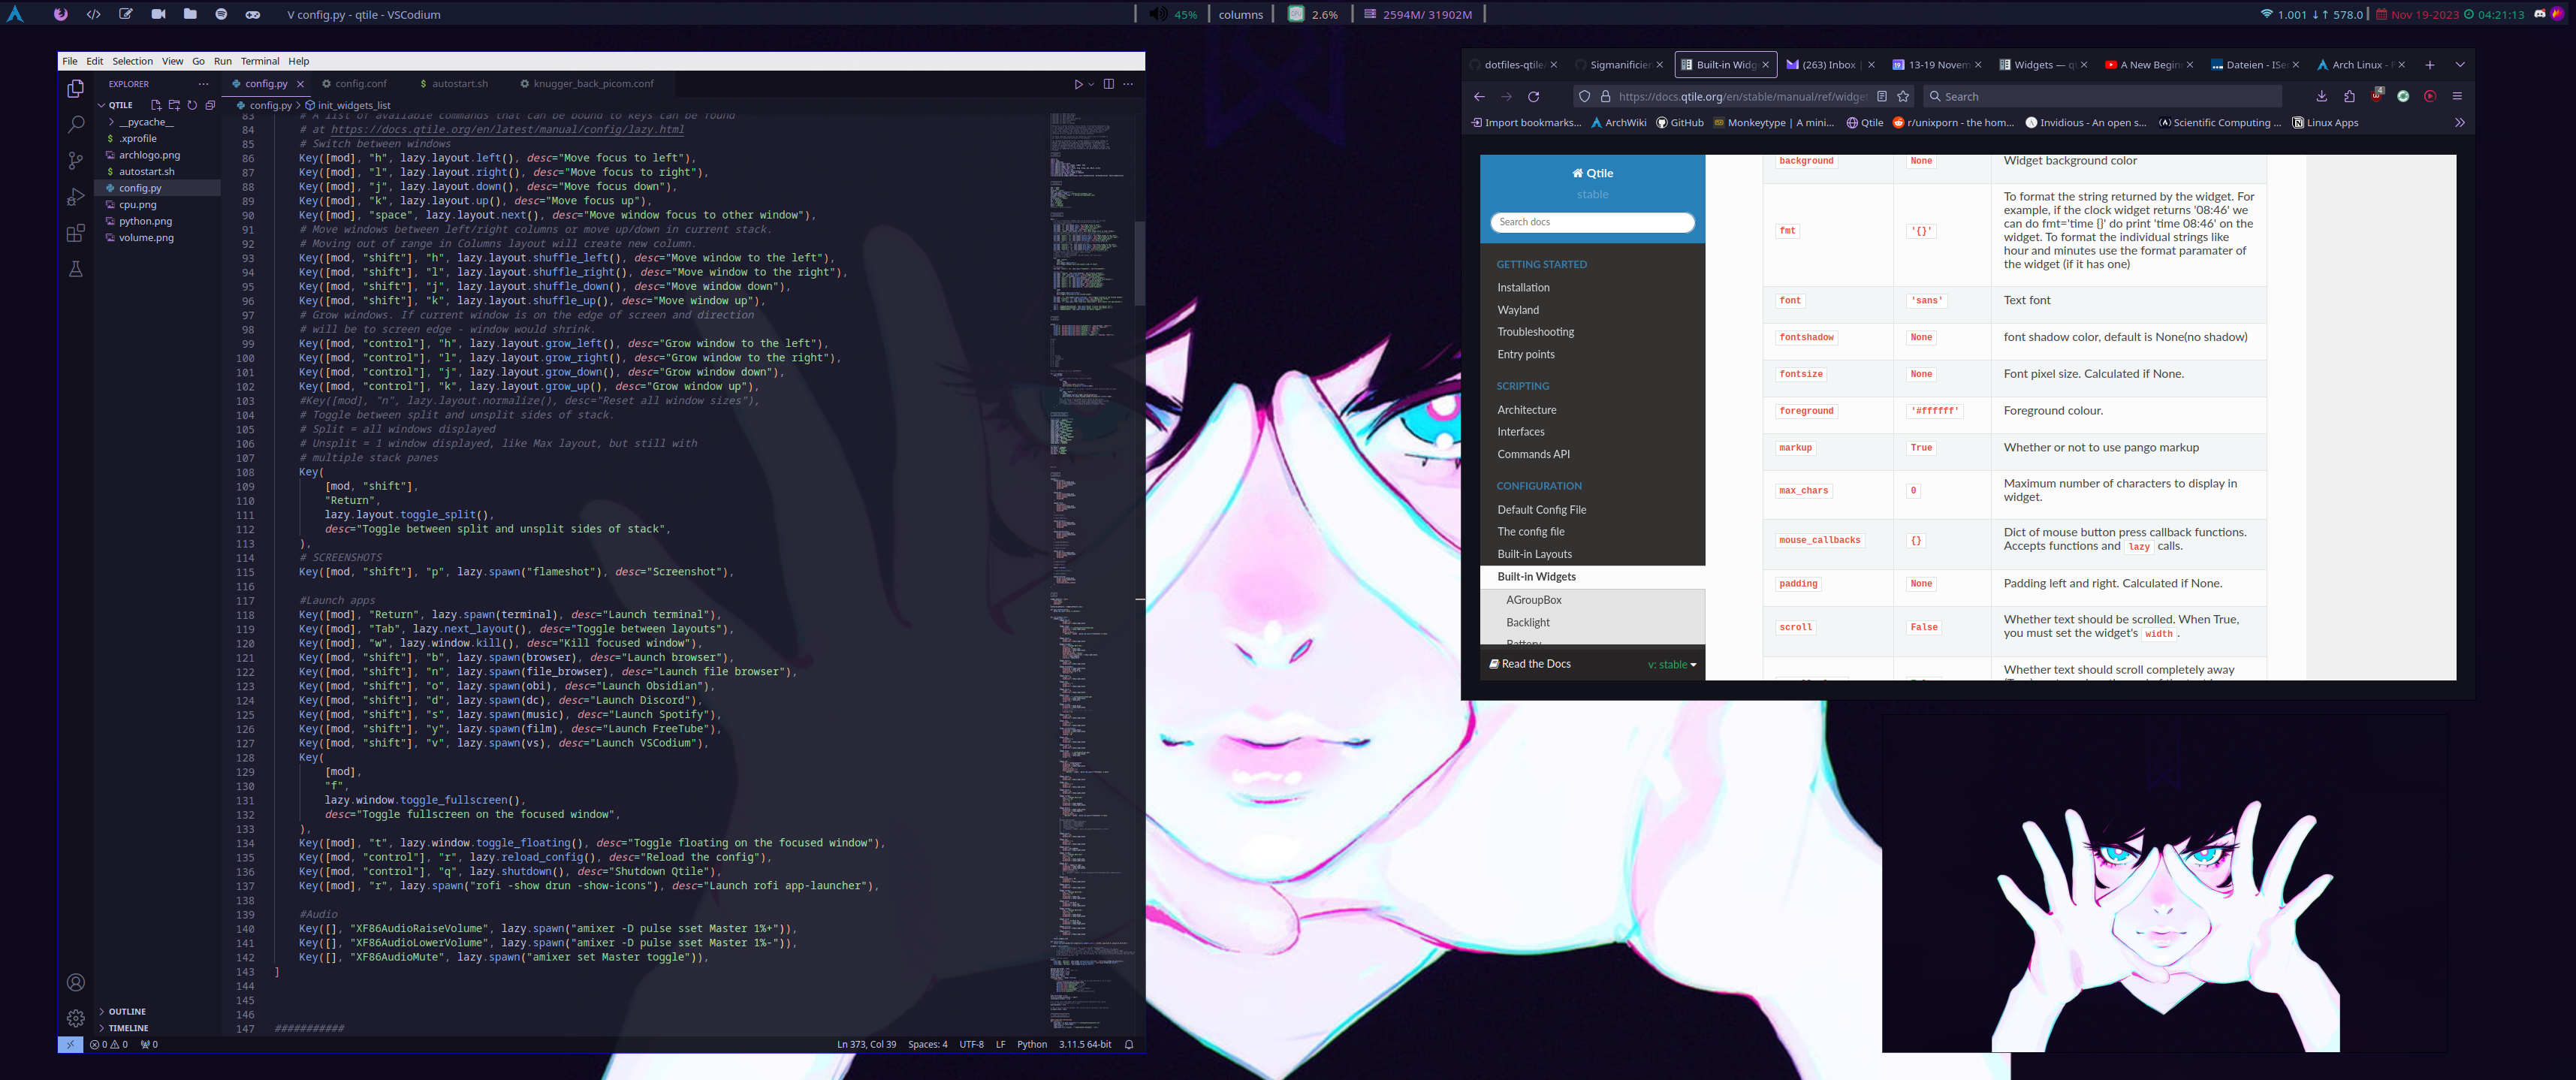 V config.py - qtile - VSCodium
45%
columns
2.6%
2594M/ 31902M
1.001 ↓↑ 578.0
Nov 19-2023
04:21:13
File Edit Selection View Go Run Terminal Help
EXPLORER
QTILE
__pycache__
.xprofile
archlogo.png
autostart.sh
config.py
cpu.png
python.png
volume.png
OUTLINE
TIMELINE
config.py
config.conf
autostart.sh
knugger_back_picom.conf
config.py > init_widgets_list
83 # A list of available commands that can be bound to keys can be found
84 # at https://docs.qtile.org/en/latest/manual/config/lazy.html
85 # Switch between windows
86 Key([mod], "h", lazy.layout.left(), desc="Move focus to left"),
87 Key([mod], "l", lazy.layout.right(), desc="Move focus to right"),
88 Key([mod], "j", lazy.layout.down(), desc="Move focus down"),
89 Key([mod], "k", lazy.layout.up(), desc="Move focus up"),
90 Key([mod], "space", lazy.layout.next(), desc="Move window focus to other window"),
91 # Move windows between left/right columns or move up/down in current stack.
92 # Moving out of range in Columns layout will create new column.
93 Key([mod, "shift"], "h", lazy.layout.shuffle_left(), desc="Move window to the left"),
94 Key([mod, "shift"], "l", lazy.layout.shuffle_right(), desc="Move window to the right"),
95 Key([mod, "shift"], "j", lazy.layout.shuffle_down(), desc="Move window down"),
96 Key([mod, "shift"], "k", lazy.layout.shuffle_up(), desc="Move window up"),
97 # Grow windows. If current window is on the edge of screen and direction
98 # will be to screen edge - window would shrink.
99 Key([mod, "control"], "h", lazy.layout.grow_left(), desc="Grow window to the left"),
100 Key([mod, "control"], "l", lazy.layout.grow_right(), desc="Grow window to the right"),
101 Key([mod, "control"], "j", lazy.layout.grow_down(), desc="Grow window down"),
102 Key([mod, "control"], "k", lazy.layout.grow_up(), desc="Grow window up"),
103 #Key([mod], "n", lazy.layout.normalize(), desc="Reset all window sizes"),
104 # Toggle between split and unsplit sides of stack.
105 # Split = all windows displayed
106 # Unsplit = 1 window displayed, like Max layout, but still with
107 # multiple stack panes
108 Key(
109 [mod, "shift"],
110 "Return",
111 lazy.layout.toggle_split(),
112 desc="Toggle between split and unsplit sides of stack",
113 ),
114 # SCREENSHOTS
115 Key([mod, "shift"], "p", lazy.spawn("flameshot"), desc="Screenshot"),
116
117 #Launch apps
118 Key([mod], "Return", lazy.spawn(terminal), desc="Launch terminal"),
119 Key([mod], "Tab", lazy.next_layout(), desc="Toggle between layouts"),
120 Key([mod], "w", lazy.window.kill(), desc="Kill focused window"),
121 Key([mod, "shift"], "b", lazy.spawn(browser), desc="Launch browser"),
122 Key([mod, "shift"], "n", lazy.spawn(file_browser), desc="Launch file browser"),
123 Key([mod, "shift"], "o", lazy.spawn(obi), desc="Launch Obsidian"),
124 Key([mod, "shift"], "d", lazy.spawn(dc), desc="Launch Discord"),
125 Key([mod, "shift"], "s", lazy.spawn(music), desc="Launch Spotify"),
126 Key([mod, "shift"], "y", lazy.spawn(film), desc="Launch FreeTube"),
127 Key([mod, "shift"], "v", lazy.spawn(vs), desc="Launch VSCodium"),
128 Key(
129 [mod],
130 "f",
131 lazy.window.toggle_fullscreen(),
132 desc="Toggle fullscreen on the focused window",
133 ),
134 Key([mod], "t", lazy.window.toggle_floating(), desc="Toggle floating on the focused window"),
135 Key([mod, "control"], "r", lazy.reload_config(), desc="Reload the config"),
136 Key([mod, "control"], "q", lazy.shutdown(), desc="Shutdown Qtile"),
137 Key([mod], "r", lazy.spawn("rofi -show drun -show-icons"), desc="Launch rofi app-launcher"),
138
139 #Audio
140 Key([], "XF86AudioRaiseVolume", lazy.spawn("amixer -D pulse sset Master 1%+")),
141 Key([], "XF86AudioLowerVolume", lazy.spawn("amixer -D pulse sset Master 1%-")),
142 Key([], "XF86AudioMute", lazy.spawn("amixer set Master toggle")),
143 ]
144
145
146
147 ###########
0 0 0
Ln 373, Col 39 Spaces: 4 UTF-8 LF Python 3.11.5 64-bit
dotfiles-qtile/
Sigmanificien
Built-in Widg
(263) Inbox
13-19 Novem
Widgets — q
A New Begin
Dateien - ISe
Arch Linux -
https://docs.qtile.org/en/stable/manual/ref/widget
Search
4
Import bookmarks...
ArchWiki
GitHub
Monkeytype | A mini...
Qtile
r/unixporn - the hom...
Invidious - An open s...
Scientific Computing ...
Linux Apps
Qtile
stable
Search docs
GETTING STARTED
Installation
Wayland
Troubleshooting
Entry points
SCRIPTING
Architecture
Interfaces
Commands API
CONFIGURATION
Default Config File
The config file
Built-in Layouts
Built-in Widgets
AGroupBox
Backlight
Battery
Read the Docs
v: stable
background None Widget background color
fmt '{}' To format the string returned by the widget. For
example, if the clock widget returns '08:46' we
can do fmt='time {}' do print 'time 08:46' on the
widget. To format the individual strings like
hour and minutes use the format paramater of
the widget (if it has one)
font 'sans' Text font
fontshadow None font shadow color, default is None(no shadow)
fontsize None Font pixel size. Calculated if None.
foreground '#ffffff' Foreground colour.
markup True Whether or not to use pango markup
max_chars 0 Maximum number of characters to display in
widget.
mouse_callbacks {} Dict of mouse button press callback functions.
Accepts functions and lazy calls.
padding None Padding left and right. Calculated if None.
scroll False Whether text should be scrolled. When True,
you must set the widget's width .
Whether text should scroll completely away